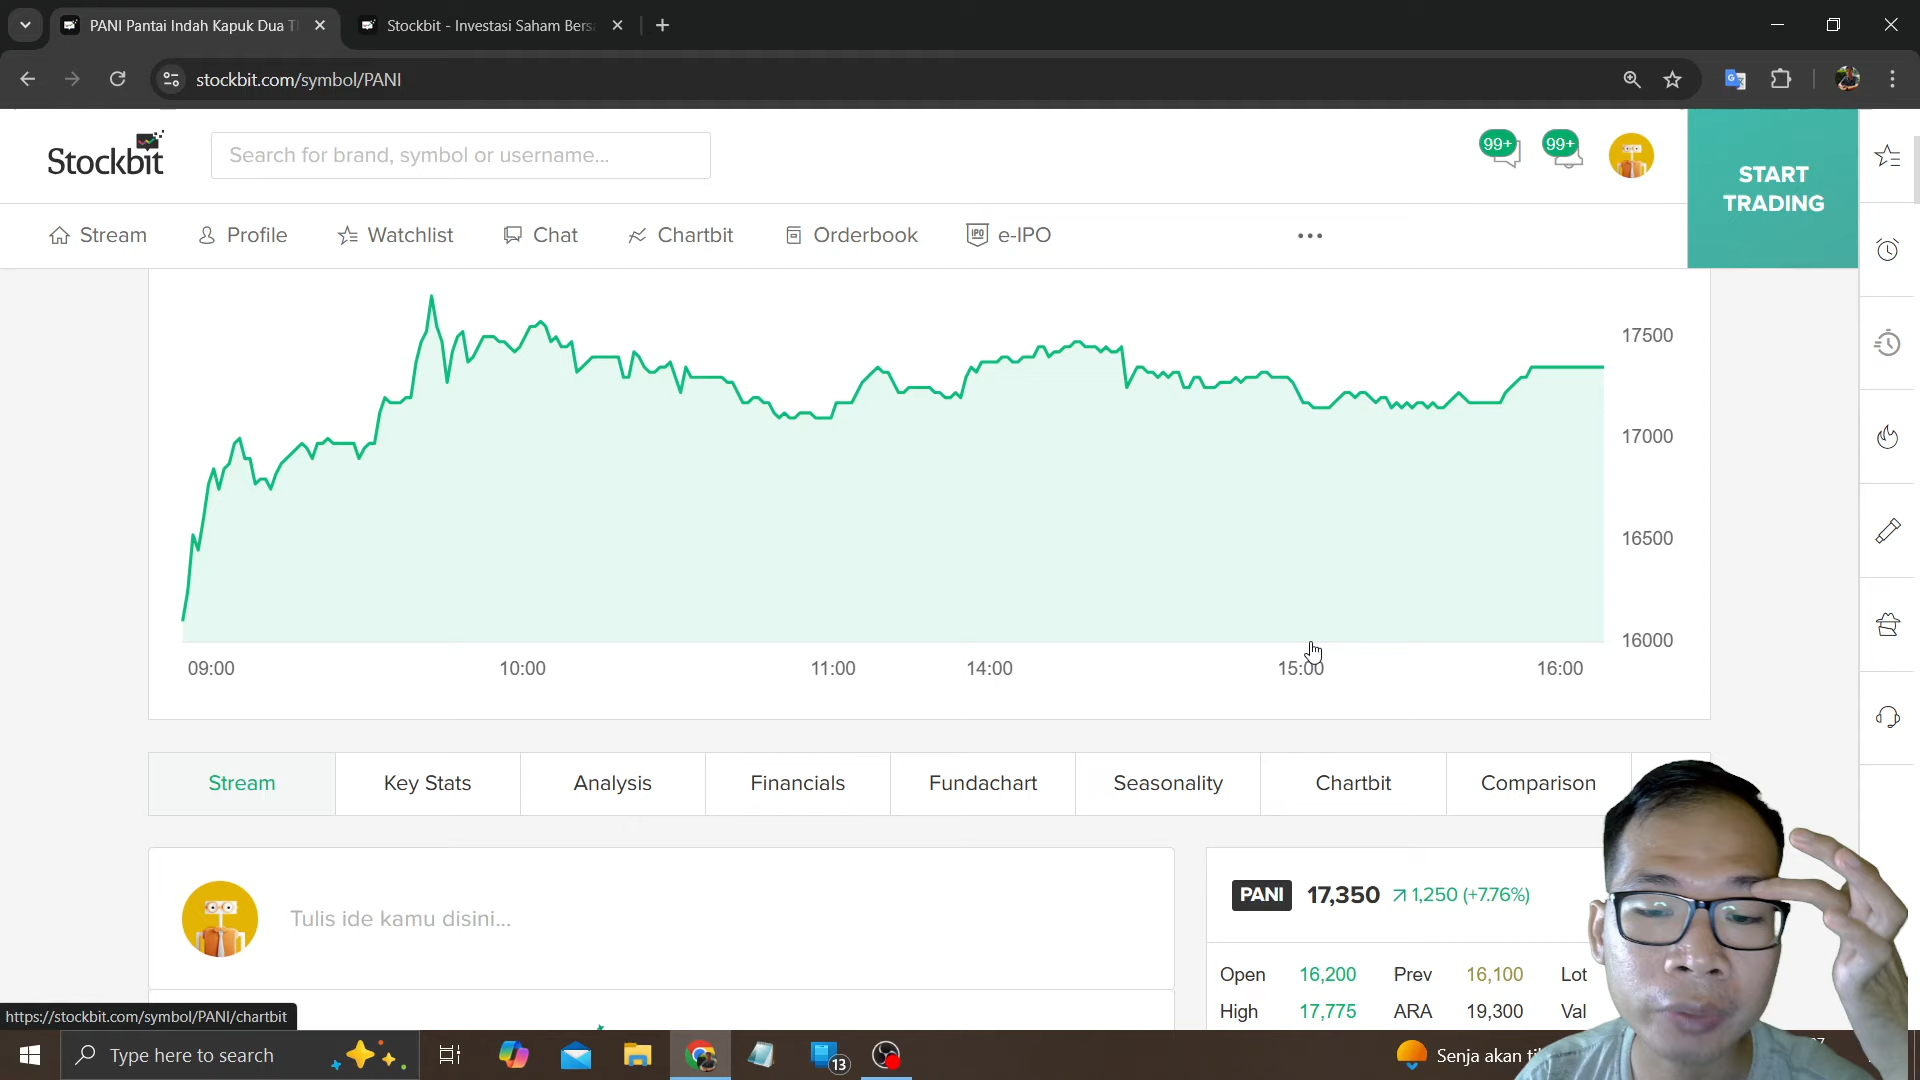 PANI Pantai Indah Kapuk Dua
Stockbit - Investasi Saham Bers
stockbit.com/symbol/PANI
Stockbit
Search for brand, symbol or username...
99+
99+
START
TRADING
Stream
Profile
Watchlist
Chat
Chartbit
Orderbook
IPO
e-IPO
17500
17000
16500
16000
09:00
10:00
11:00
14:00
15:00
16:00
Stream
Key Stats
Analysis
Financials
Fundachart
Seasonality
Chartbit
Comparison
Tulis ide kamu disini...
PANI 17,350 1,250 (+7.76%)
Open 16,200 Prev 16,100 Lot
High 17,775 ARA 19,300 Val
https://stockbit.com/symbol/PANI/chartbit
Type here to search
13
Senja akan